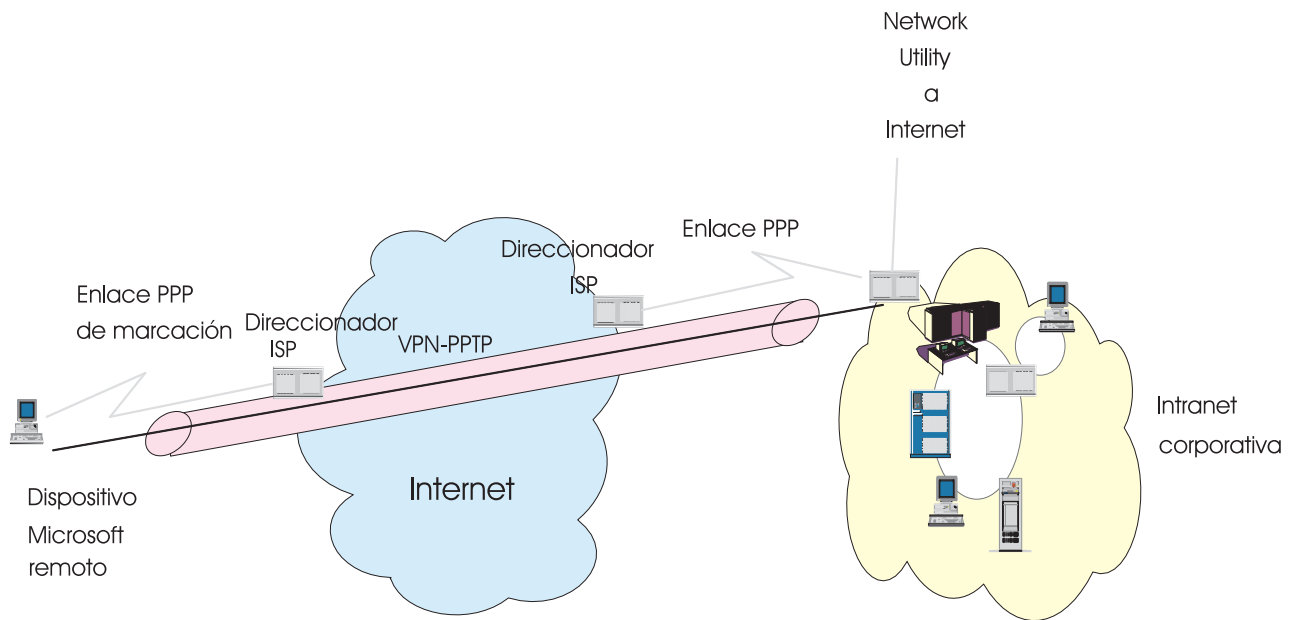 Network
Utility
a
Internet
Enlace PPP
Direccionador
ISP
Enlace PPP
de marcación
Direccionador
ISP
VPN-PPTP
Internet
Intranet
corporativa
Dispositivo
Microsoft
remoto